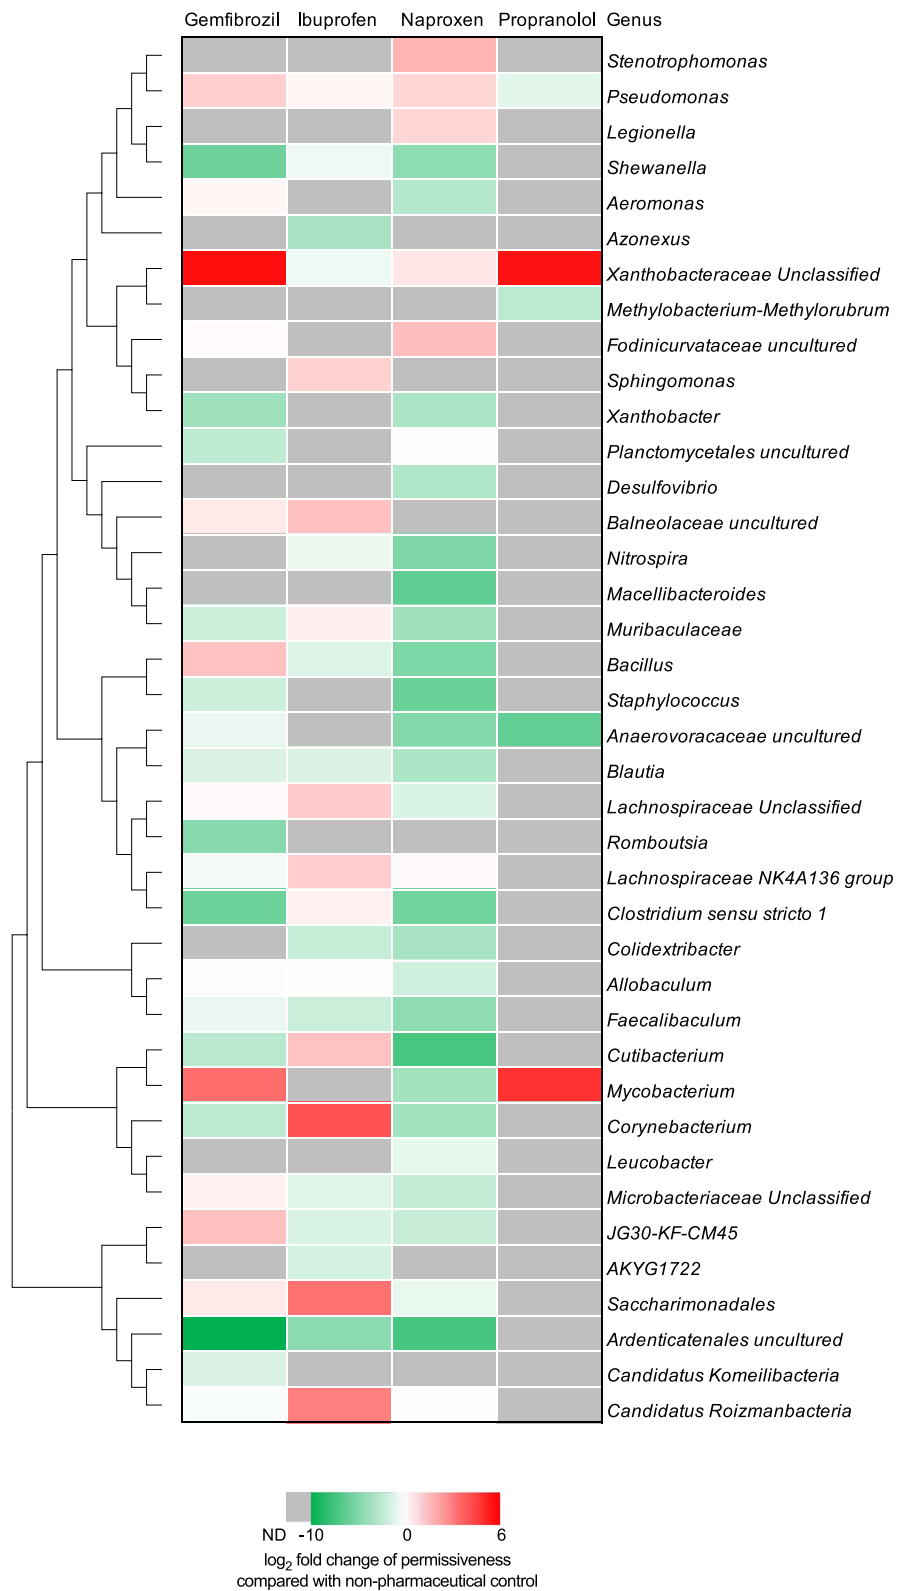 Gemfibrozil Ibuprofen Naproxen Propranolol Genus
Stenotrophomonas
Pseudomonas
Legionella
Shewanella
Aeromonas
Azonexus
Xanthobacteraceae Unclassified
Methylobacterium-Methylorubrum
Fodinicurvataceae uncultured
Sphingomonas
Xanthobacter
Planctomycetales uncultured
Desulfovibrio
Balneolaceae uncultured
Nitrospira
Macellibacteroides
Muribaculaceae
Bacillus
Staphylococcus
Anaerovoracaceae uncultured
Blautia
Lachnospiraceae Unclassified
Romboutsia
Lachnospiraceae NK4A136 group
Clostridium sensu stricto 1
Colidextribacter
Allobaculum
Faecalibaculum
Cutibacterium
Mycobacterium
Corynebacterium
Leucobacter
Microbacteriaceae Unclassified
JG30-KF-CM45
AKYG1722
Saccharimonadales
Ardenticatenales uncultured
Candidatus Komeilibacteria
Candidatus Roizmanbacteria
ND -10 0 6
log2 fold change of permissiveness
compared with non-pharmaceutical control